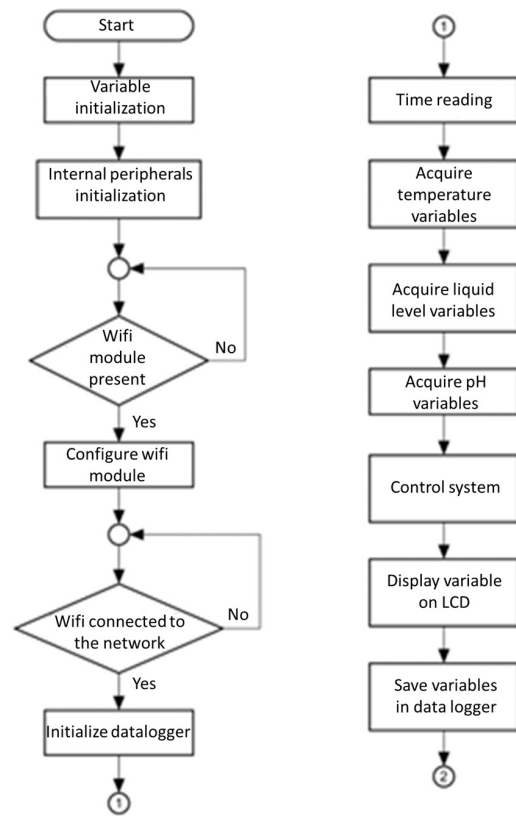 Start
Variable
initialization
Internal peripherals
initialization
Wifi
module
present
No
Yes
Configure wifi
module
Wifi connected to
the network
No
Yes
Initialize datalogger
1
1
Time reading
Acquire
temperature
variables
Acquire liquid
level variables
Acquire pH
variables
Control system
Display variable
on LCD
Save variables
in data logger
2